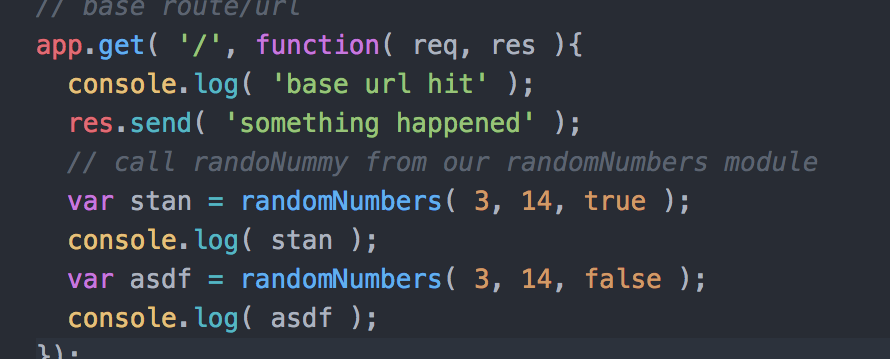 // base route/url
app.get( '/', function( req, res ){
  console.log( 'base url hit' );
  res.send( 'something happened' );
  // call randoNummy from our randomNumbers module
  var stan = randomNumbers( 3, 14, true );
  console.log( stan );
  var asdf = randomNumbers( 3, 14, false );
  console.log( asdf );
});